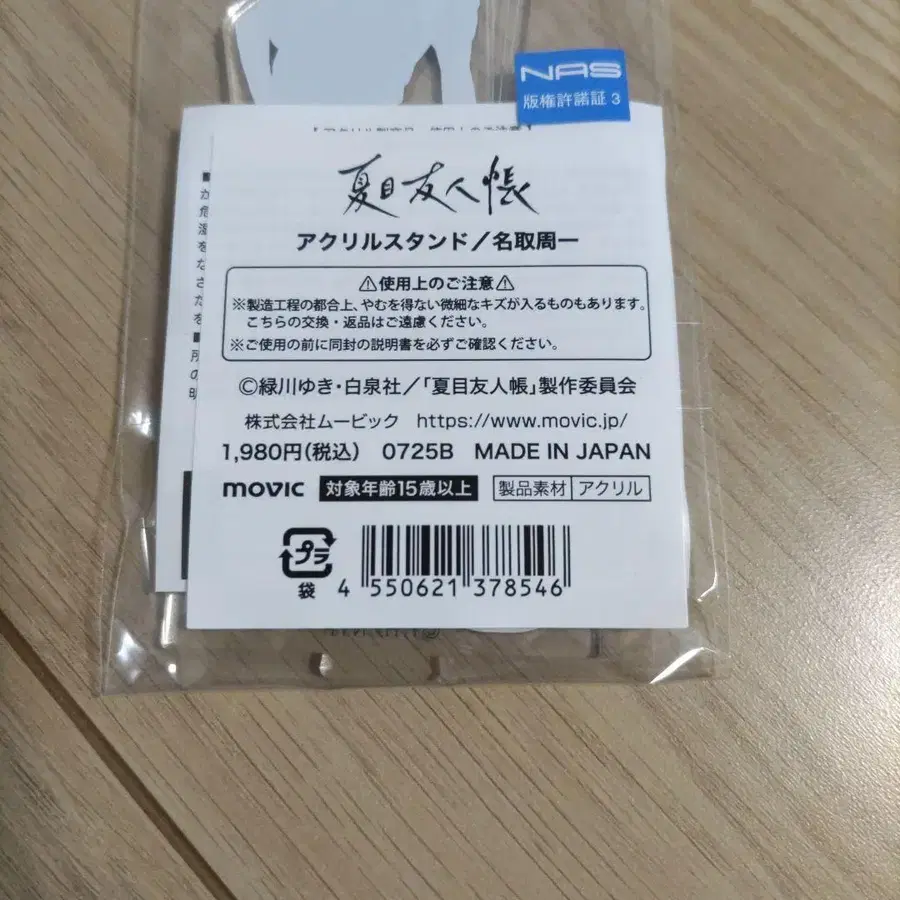 NAS
版権許諾証 3
夏目友人帳
アクリルスタンド／名取周一
⚠使用上のご注意⚠
※製造工程の都合上、やむを得ない微細なキズが入るものもあります。
こちらの交換・返品はご遠慮ください。
※ご使用の前に同封の説明書を必ずご確認ください。
©緑川ゆき・白泉社／「夏目友人帳」製作委員会
株式会社ムービック https://www.movic.jp/
1,980円(税込) 0725B MADE IN JAPAN
movic 対象年齢15歳以上 製品素材 アクリル
プラ
袋
4 550621 378546